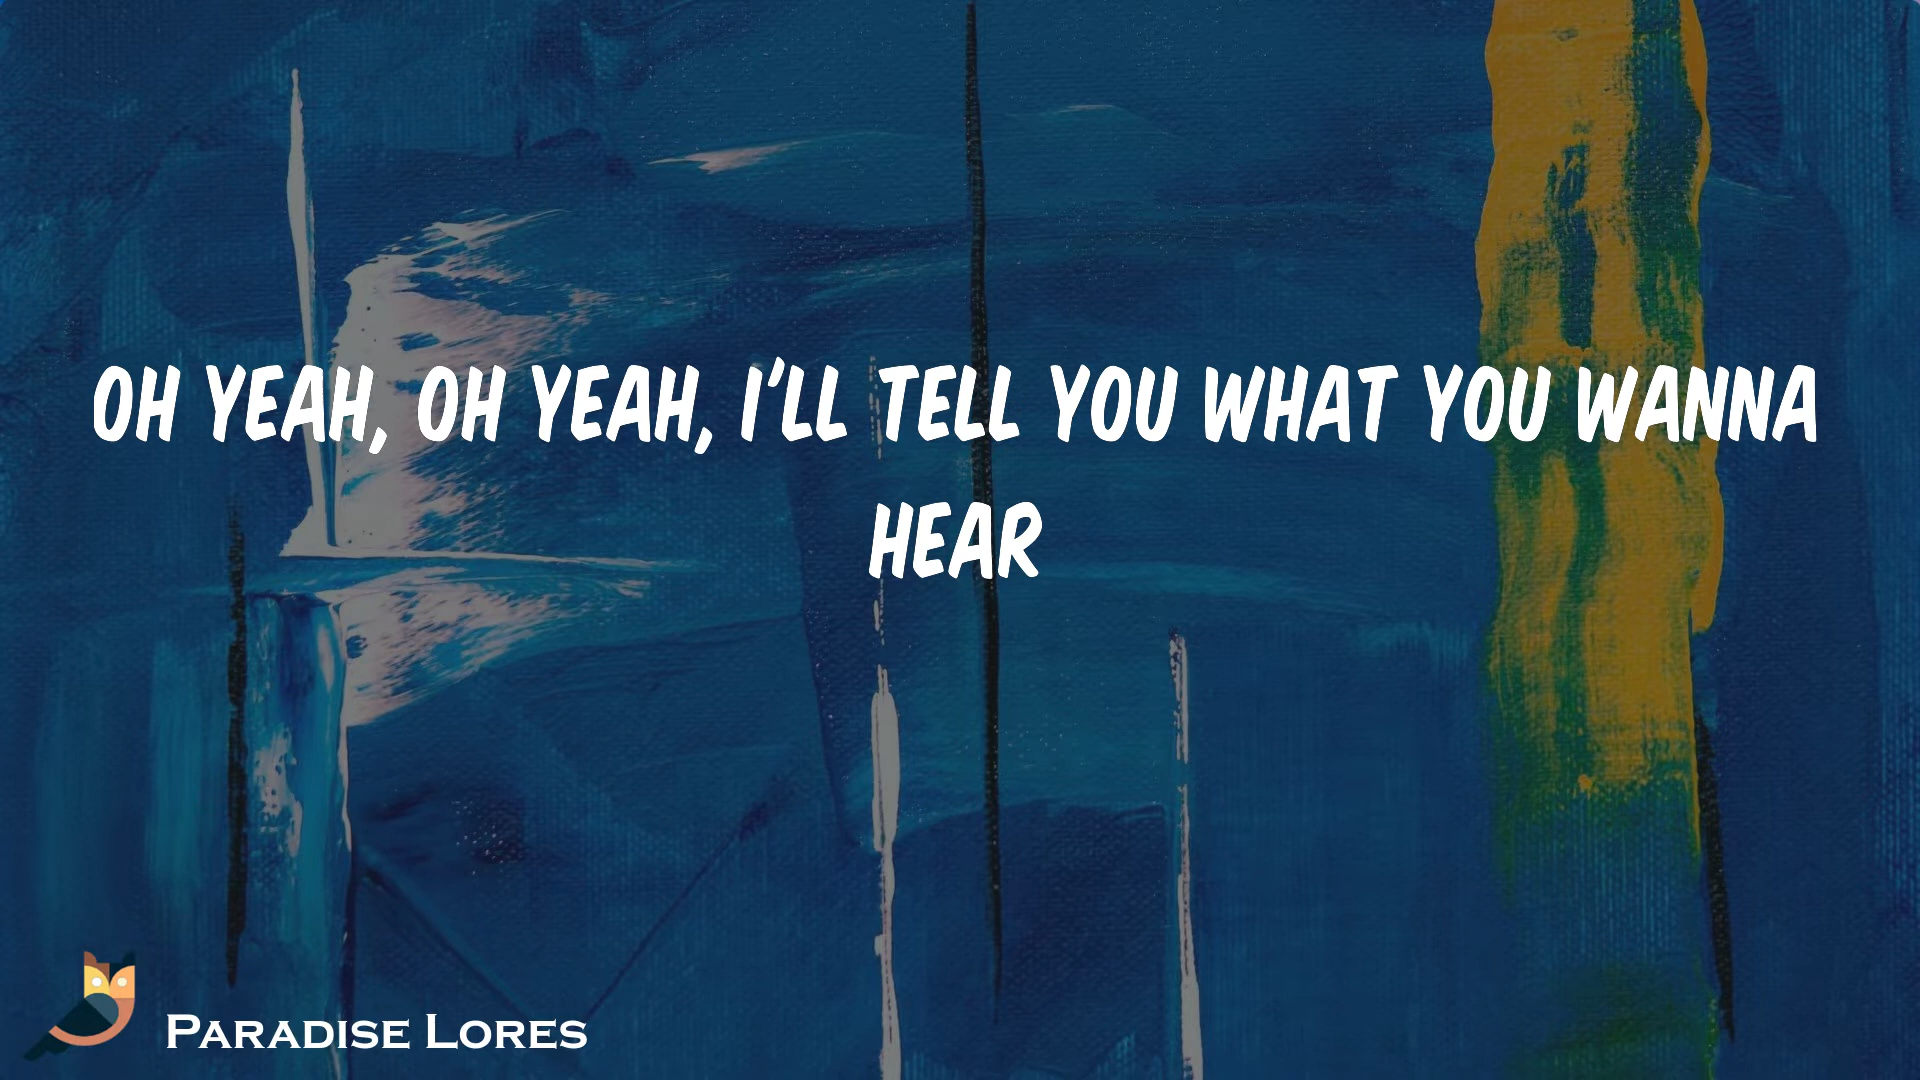 OH YEAH, OH YEAH, I'LL TELL YOU WHAT YOU WANNA
HEAR
PARADISE LORES